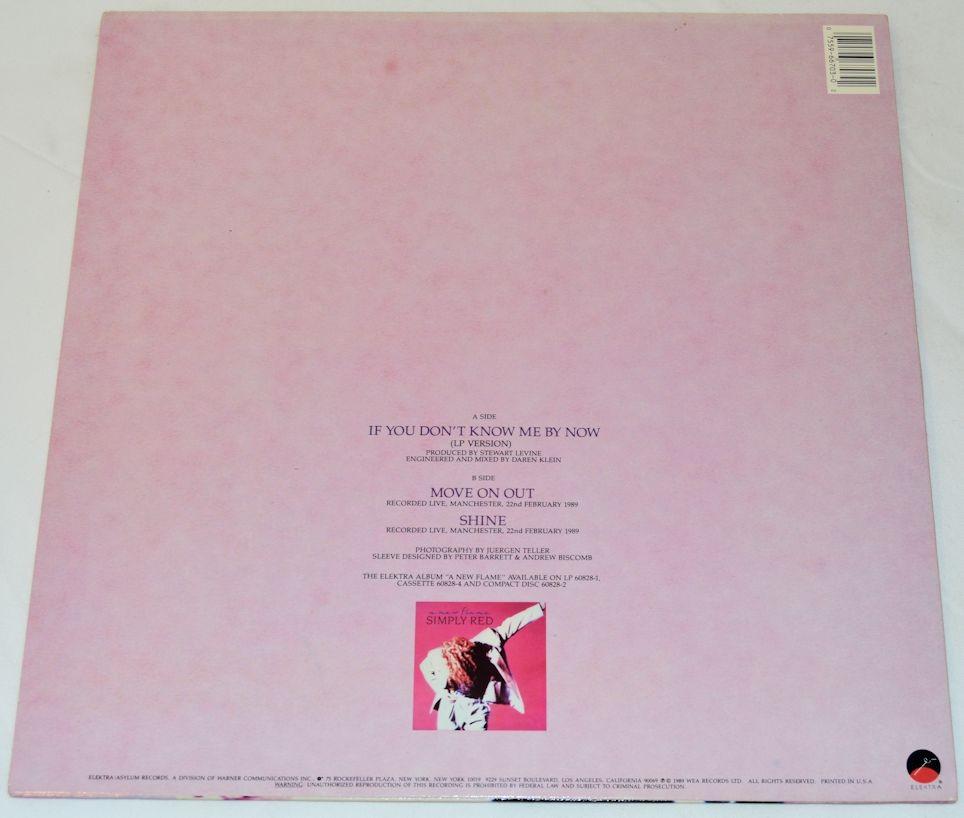 0 7559-66703-0 2
A SIDE
IF YOU DON'T KNOW ME BY NOW
(LP VERSION)
PRODUCED BY STEWART LEVINE
ENGINEERED AND MIXED BY DAREN KLEIN
B SIDE
MOVE ON OUT
RECORDED LIVE, MANCHESTER, 22nd FEBRUARY 1989
SHINE
RECORDED LIVE, MANCHESTER, 22nd FEBRUARY 1989
PHOTOGRAPHY BY JUERGEN TELLER
SLEEVE DESIGNED BY PETER BARRETT & ANDREW BISCOMB
THE ELEKTRA ALBUM "A NEW FLAME" AVAILABLE ON LP 60828-1,
CASSETTE 60828-4 AND COMPACT DISC 60828-2
a new flame
SIMPLY RED
ELEKTRA/ASYLUM RECORDS, A DIVISION OF WARNER COMMUNICATIONS INC., 75 ROCKEFELLER PLAZA, NEW YORK, NEW YORK 10019 9229 SUNSET BOULEVARD, LOS ANGELES, CALIFORNIA 90069 ℗ © 1989 WEA RECORDS LTD. ALL RIGHTS RESERVED. PRINTED IN U.S.A.
WARNING: UNAUTHORIZED REPRODUCTION OF THIS RECORDING IS PROHIBITED BY FEDERAL LAW AND SUBJECT TO CRIMINAL PROSECUTION.
ELEKTRA